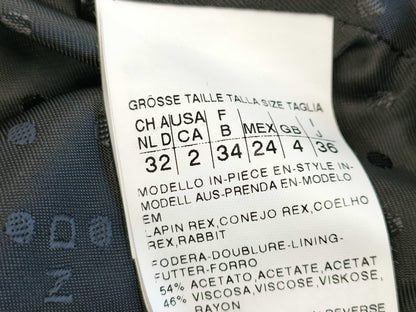 GRÖSSE TAILLE TALLA SIZE TAGLIA
CH A USA F I
NL D CA B MEX GB J
32 2 34 24 4 36
MODELLO IN-PIECE EN-STYLE IN-
MODELL AUS-PRENDA EN-MODELO
EM
LAPIN REX,CONEJO REX,COELHO
REX,RABBIT
FODERA-DOUBLURE-LINING-
FUTTER-FORRO
54% ACETATO,ACETATE,ACETAT
46% VISCOSA,VISCOSE,VISKOSE,
RAYON
REVERSE
ND